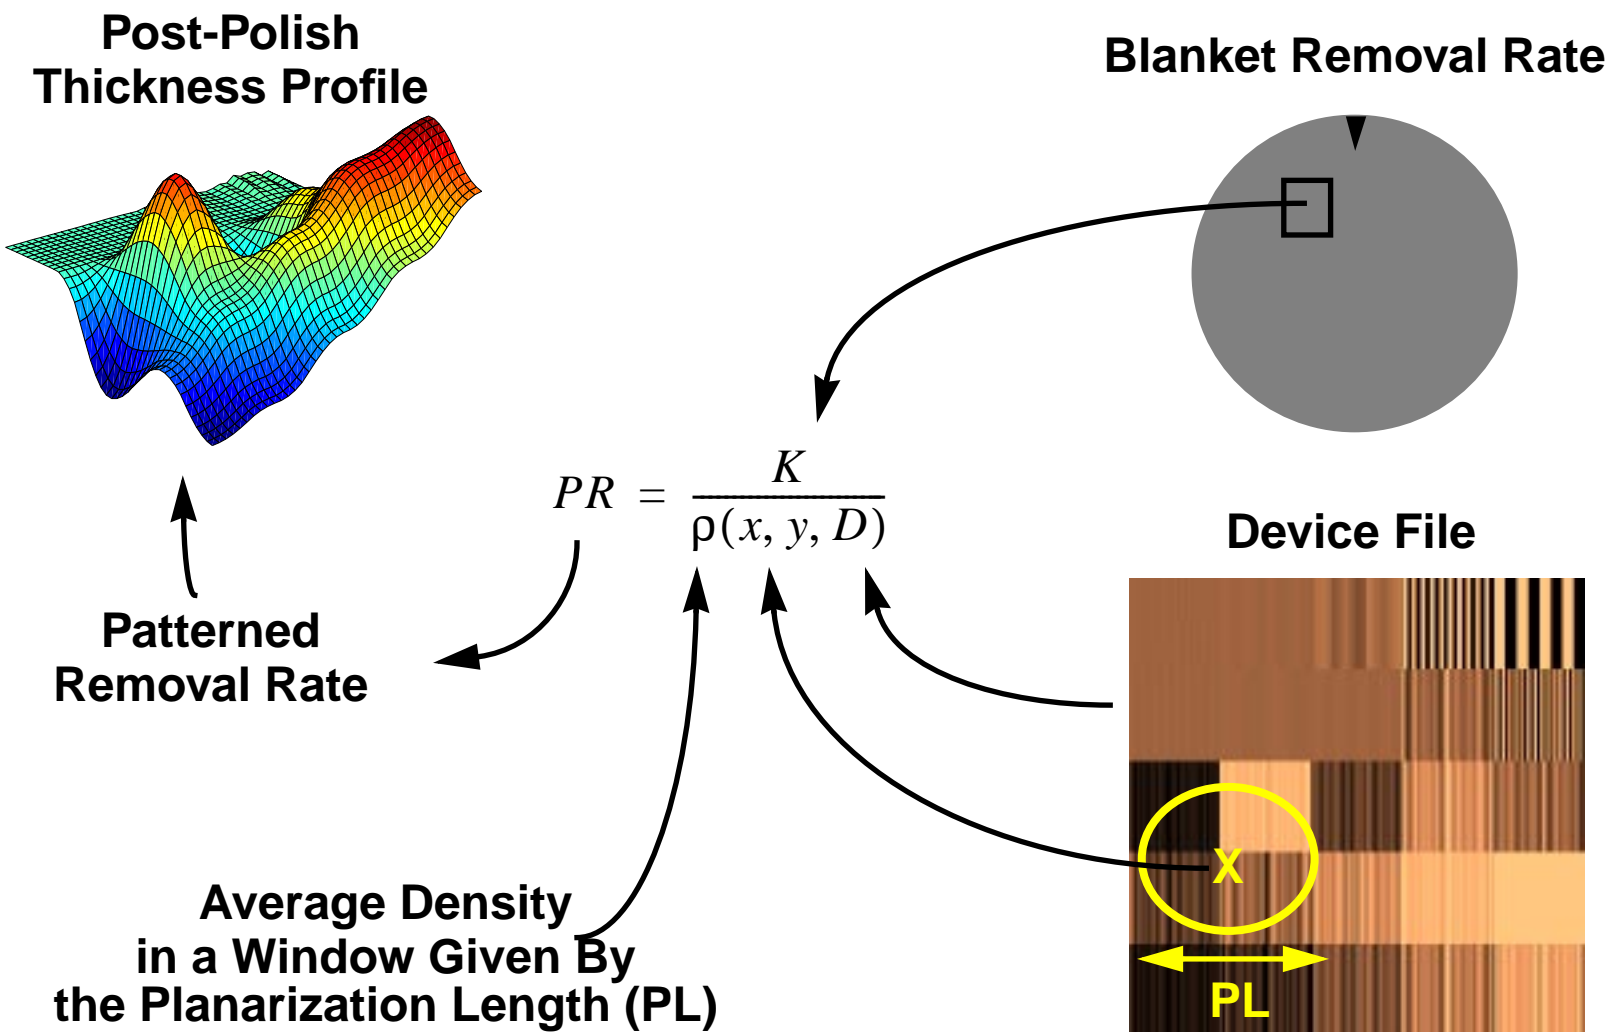 Post-Polish
Thickness Profile
Blanket Removal Rate
PR = K / ρ(x, y, D)
Device File
Patterned
Removal Rate
Average Density
in a Window Given By
the Planarization Length (PL)
X
PL